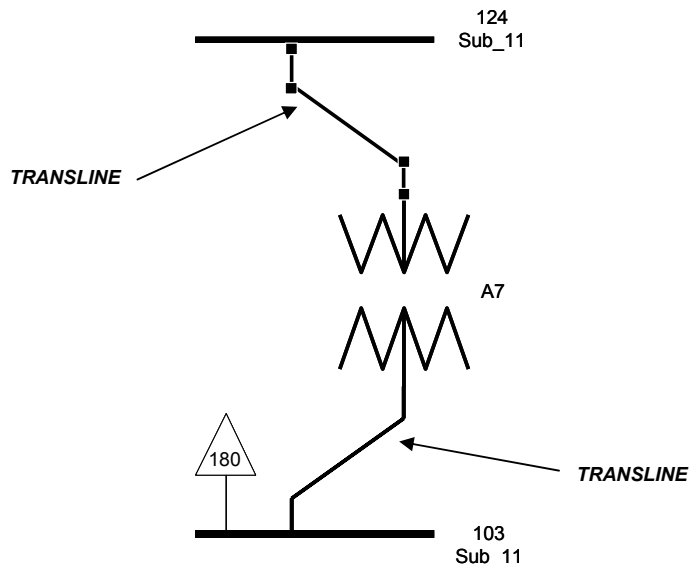 124
Sub_11
TRANSLINE
A7
180
TRANSLINE
103
Sub_11